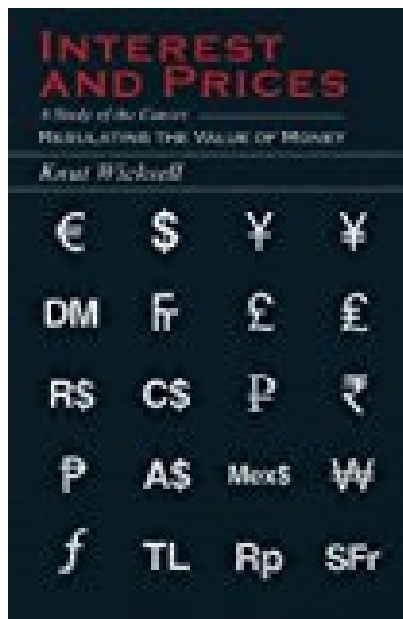 INTEREST
AND PRICES
A Study of the Causes
REGULATING THE VALUE OF MONEY
Knut Wicksell
€ $ ¥ ¥
DM ₣r £ ₤
R$ C$ ₽ ₹
₱ A$ Mex$ ₩
ƒ TL Rp SFr